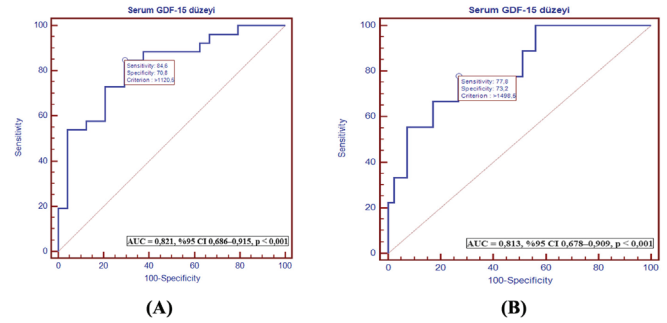 Serum GDF-15 düzeyi
100
80
60
40
20
0
Sensitivity
Sensitivity: 84,6
Specificity: 70,8
Criterion : >1120,5
AUC = 0,821, %95 CI 0,686–0,915, p < 0,001
0 20 40 60 80 100
100-Specificity
(A)
Serum GDF-15 düzeyi
100
80
60
40
20
0
Sensitivity
Sensitivity: 77,8
Specificity: 73,2
Criterion : >1498,6
AUC = 0,813, %95 CI 0,678–0,909, p < 0,001
0 20 40 60 80 100
100-Specificity
(B)